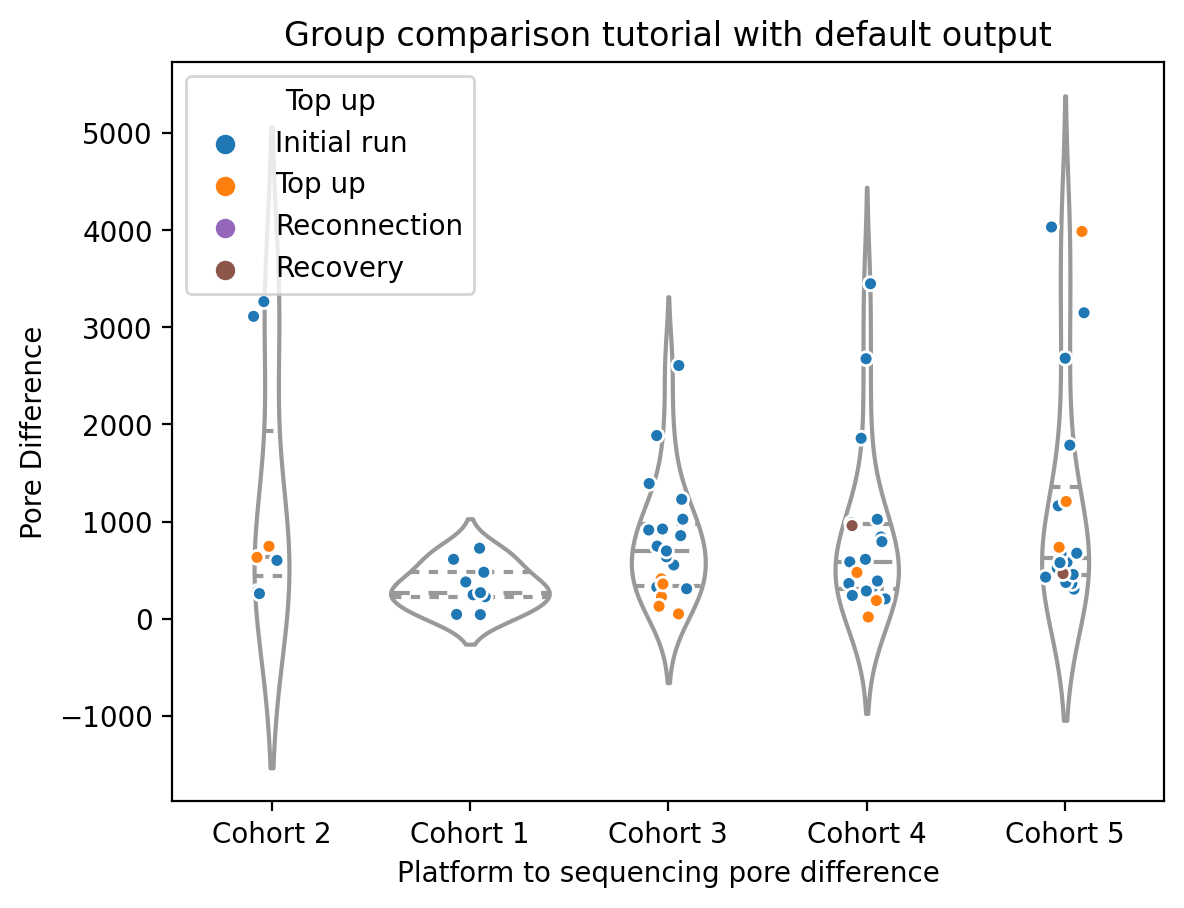 Group comparison tutorial with default output
Top up
Initial run
Top up
Reconnection
Recovery
5000
4000
3000
2000
1000
0
−1000
Pore Difference
Cohort 2
Cohort 1
Cohort 3
Cohort 4
Cohort 5
Platform to sequencing pore difference